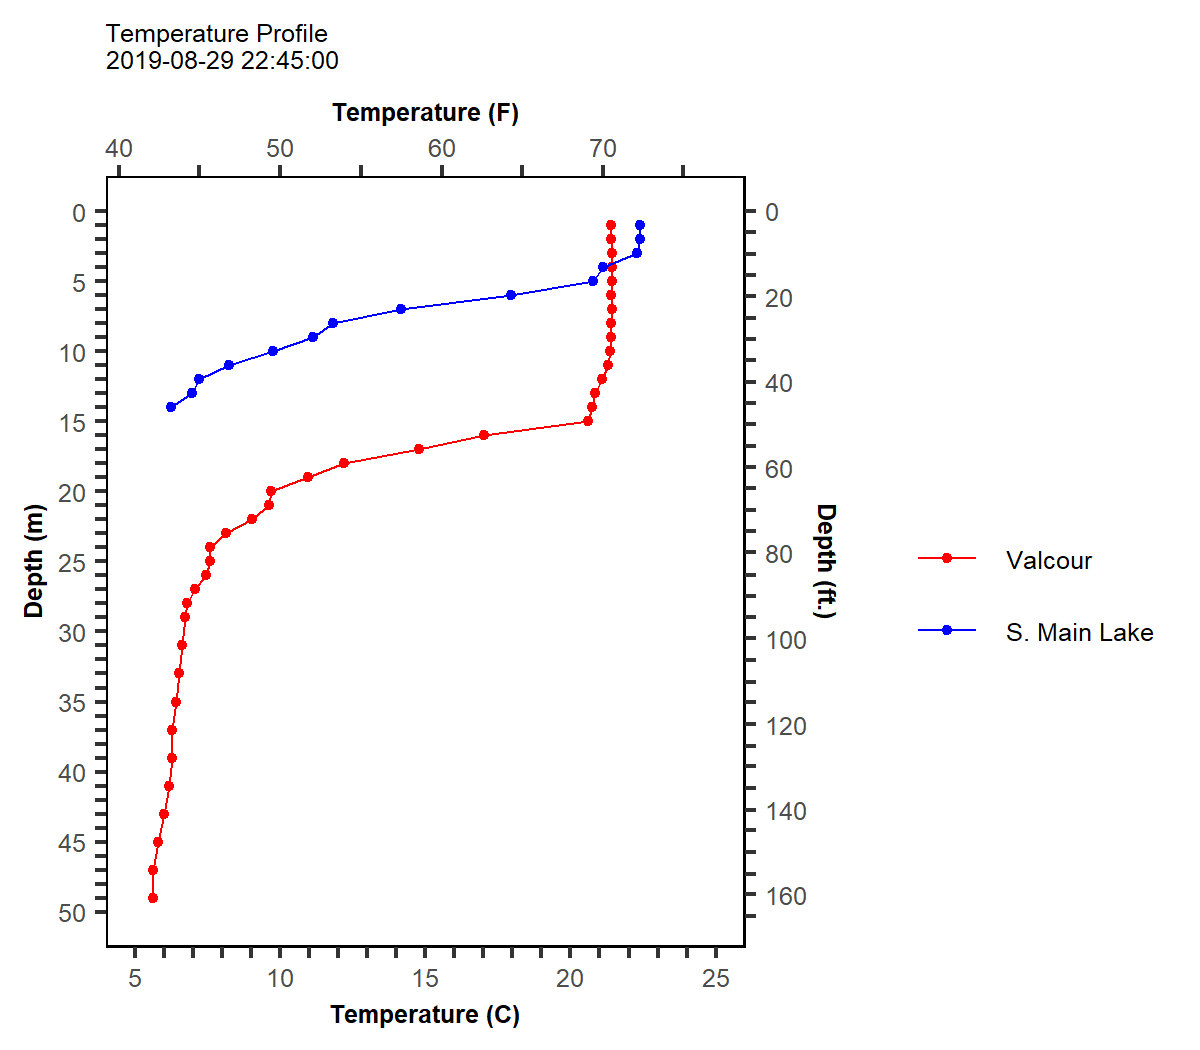 Temperature Profile
2019-08-29 22:45:00
Temperature (F)
40 50 60 70
0
5
10
15
20
25
30
35
40
45
50
Depth (m)
0
20
40
60
80
100
120
140
160
Depth (ft.)
5 10 15 20 25
Temperature (C)
Valcour
S. Main Lake